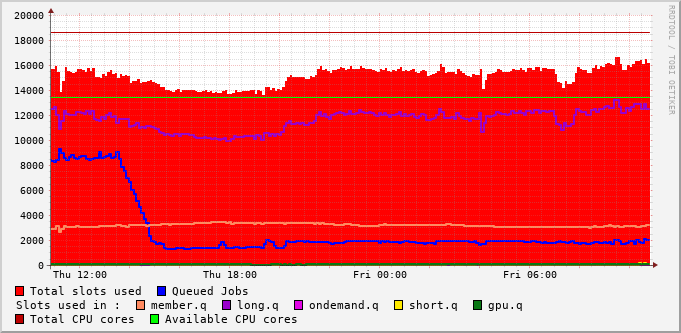 20000
18000
16000
14000
12000
10000
8000
6000
4000
2000
0
Thu 12:00 Thu 18:00 Fri 00:00 Fri 06:00
RRDTOOL / TOBI OETIKER
Total slots used Queued Jobs
Slots used in : member.q long.q ondemand.q short.q gpu.q
Total CPU cores Available CPU cores